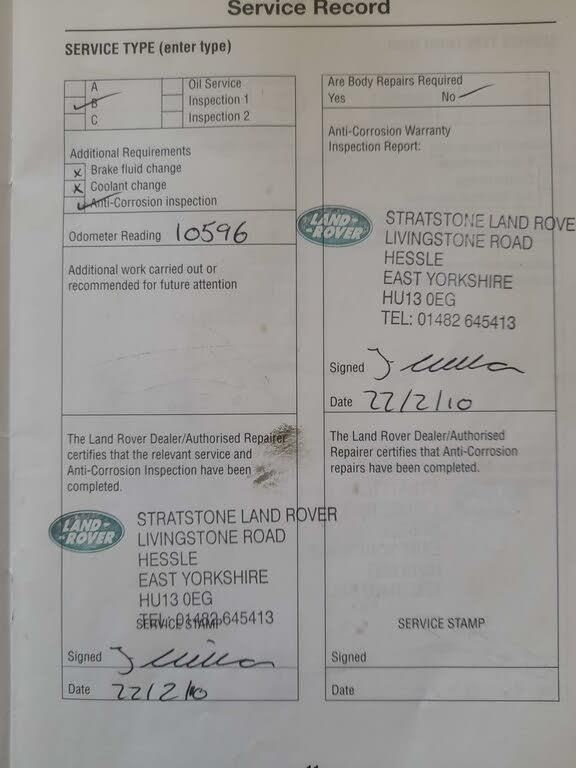 Service Record
SERVICE TYPE (enter type)
A
B
C
Oil Service
Inspection 1
Inspection 2
Additional Requirements
x Brake fluid change
x Coolant change
Anti-Corrosion inspection
Odometer Reading 10596
Additional work carried out or
recommended for future attention
The Land Rover Dealer/Authorised Repairer
certifies that the relevant service and
Anti-Corrosion Inspection have been
completed.
LAND-
-ROVER
STRATSTONE LAND ROVER
LIVINGSTONE ROAD
HESSLE
EAST YORKSHIRE
HU13 0EG
TEL: 01482 645413
SERVICE STAMP
Signed
Date 22/2/10
Are Body Repairs Required
Yes No
Anti-Corrosion Warranty
Inspection Report:
LAND-
-ROVER
STRATSTONE LAND ROVE
LIVINGSTONE ROAD
HESSLE
EAST YORKSHIRE
HU13 0EG
TEL: 01482 645413
Signed
Date 22/2/10
The Land Rover Dealer/Authorised
Repairer certifies that Anti-Corrosion
repairs have been completed.
SERVICE STAMP
Signed
Date